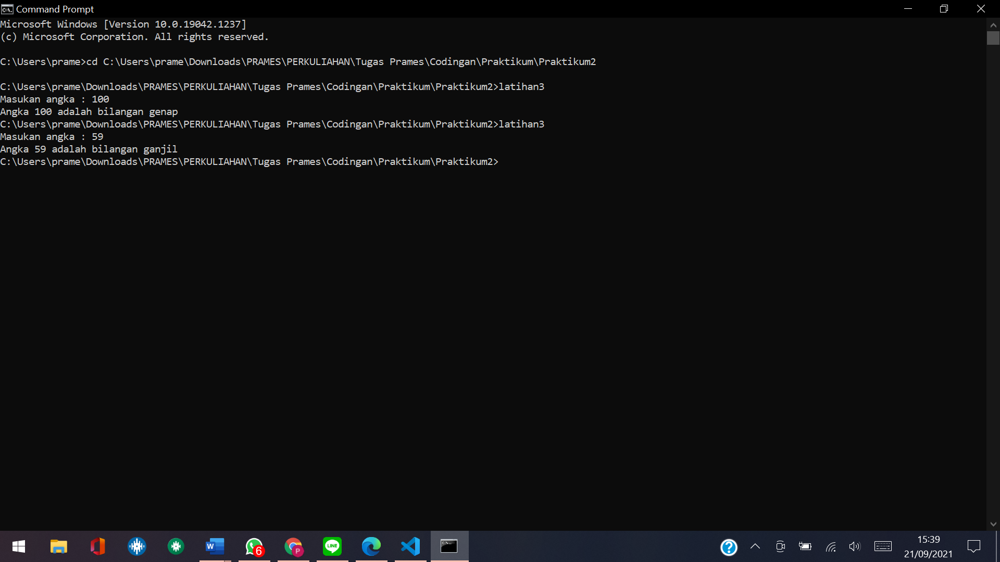 Command Prompt
Microsoft Windows [Version 10.0.19042.1237]
(c) Microsoft Corporation. All rights reserved.
C:\Users\prame>cd C:\Users\prame\Downloads\PRAMES\PERKULIAHAN\Tugas Prames\Codingan\Praktikum\Praktikum2
C:\Users\prame\Downloads\PRAMES\PERKULIAHAN\Tugas Prames\Codingan\Praktikum\Praktikum2>latihan3
Masukan angka : 100
Angka 100 adalah bilangan genap
C:\Users\prame\Downloads\PRAMES\PERKULIAHAN\Tugas Prames\Codingan\Praktikum\Praktikum2>latihan3
Masukan angka : 59
Angka 59 adalah bilangan ganjil
C:\Users\prame\Downloads\PRAMES\PERKULIAHAN\Tugas Prames\Codingan\Praktikum\Praktikum2>
W
6
P
LINE
C:\_
?
15:39
21/09/2021